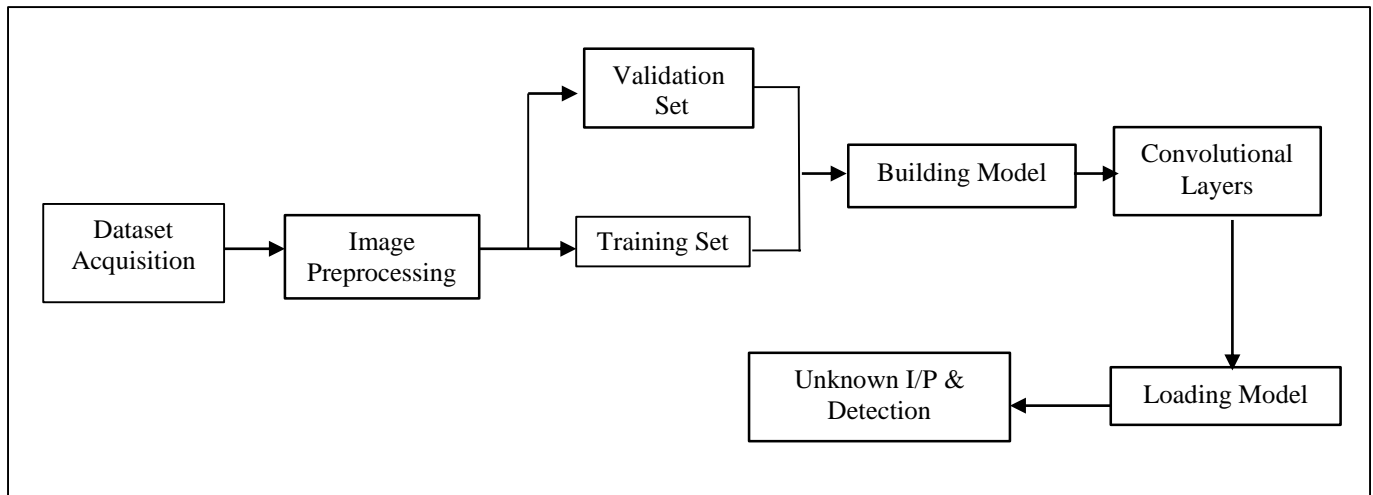 Dataset
Acquisition
Image
Preprocessing
Validation
Set
Training Set
Building Model
Convolutional
Layers
Loading Model
Unknown I/P &
Detection